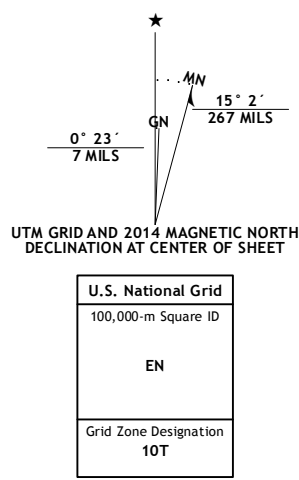 ★
MN
GN
15° 2´
267 MILS
0° 23´
7 MILS
UTM GRID AND 2014 MAGNETIC NORTH
DECLINATION AT CENTER OF SHEET
U.S. National Grid
100,000-m Square ID
EN
Grid Zone Designation
10T